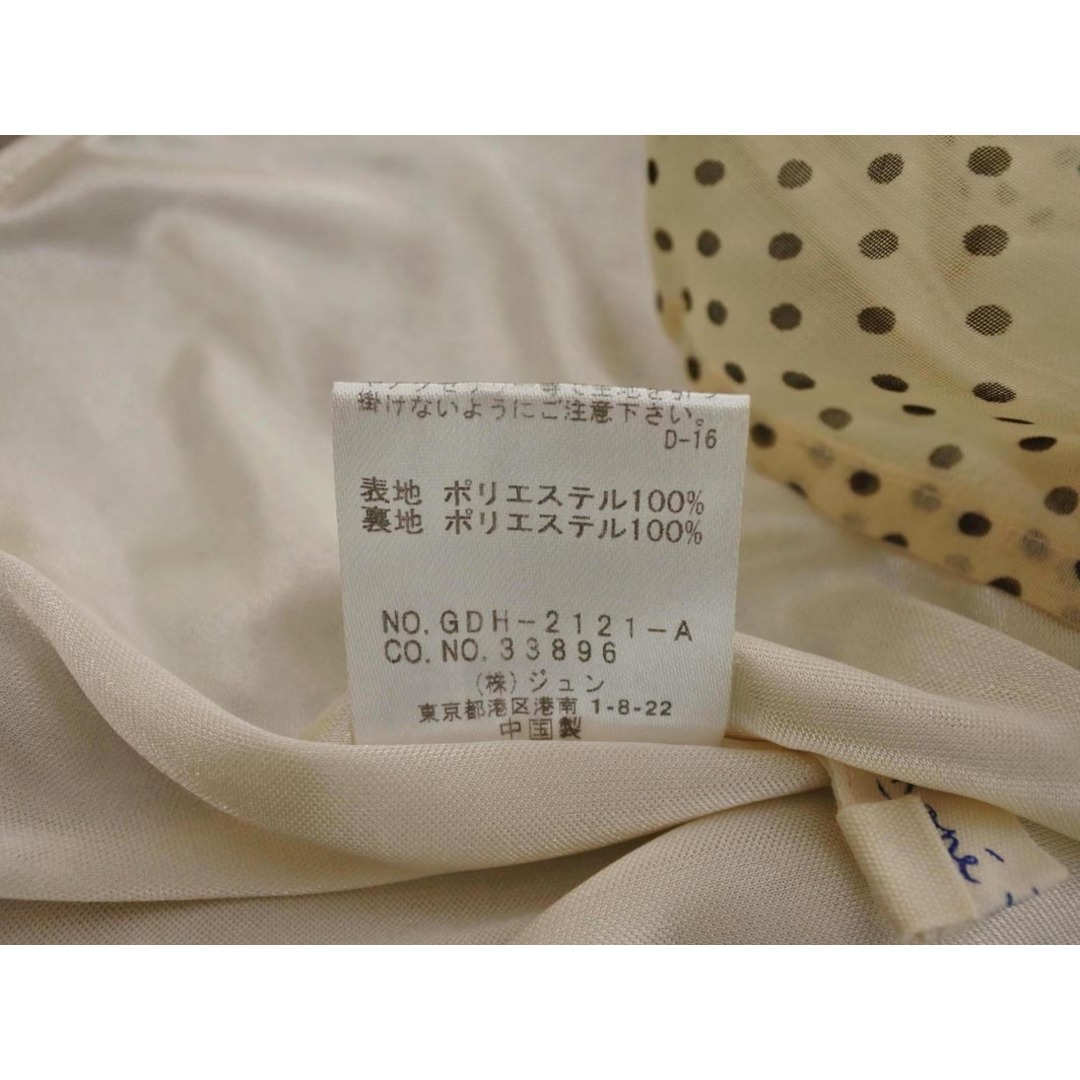 掛けないようにご注意下さい。
D-16
表地 ポリエステル100%
裏地 ポリエステル100%
NO.GDH-2121-A
CO.NO.33896
(株)ジュン
東京都港区港南 1-8-22
中国製